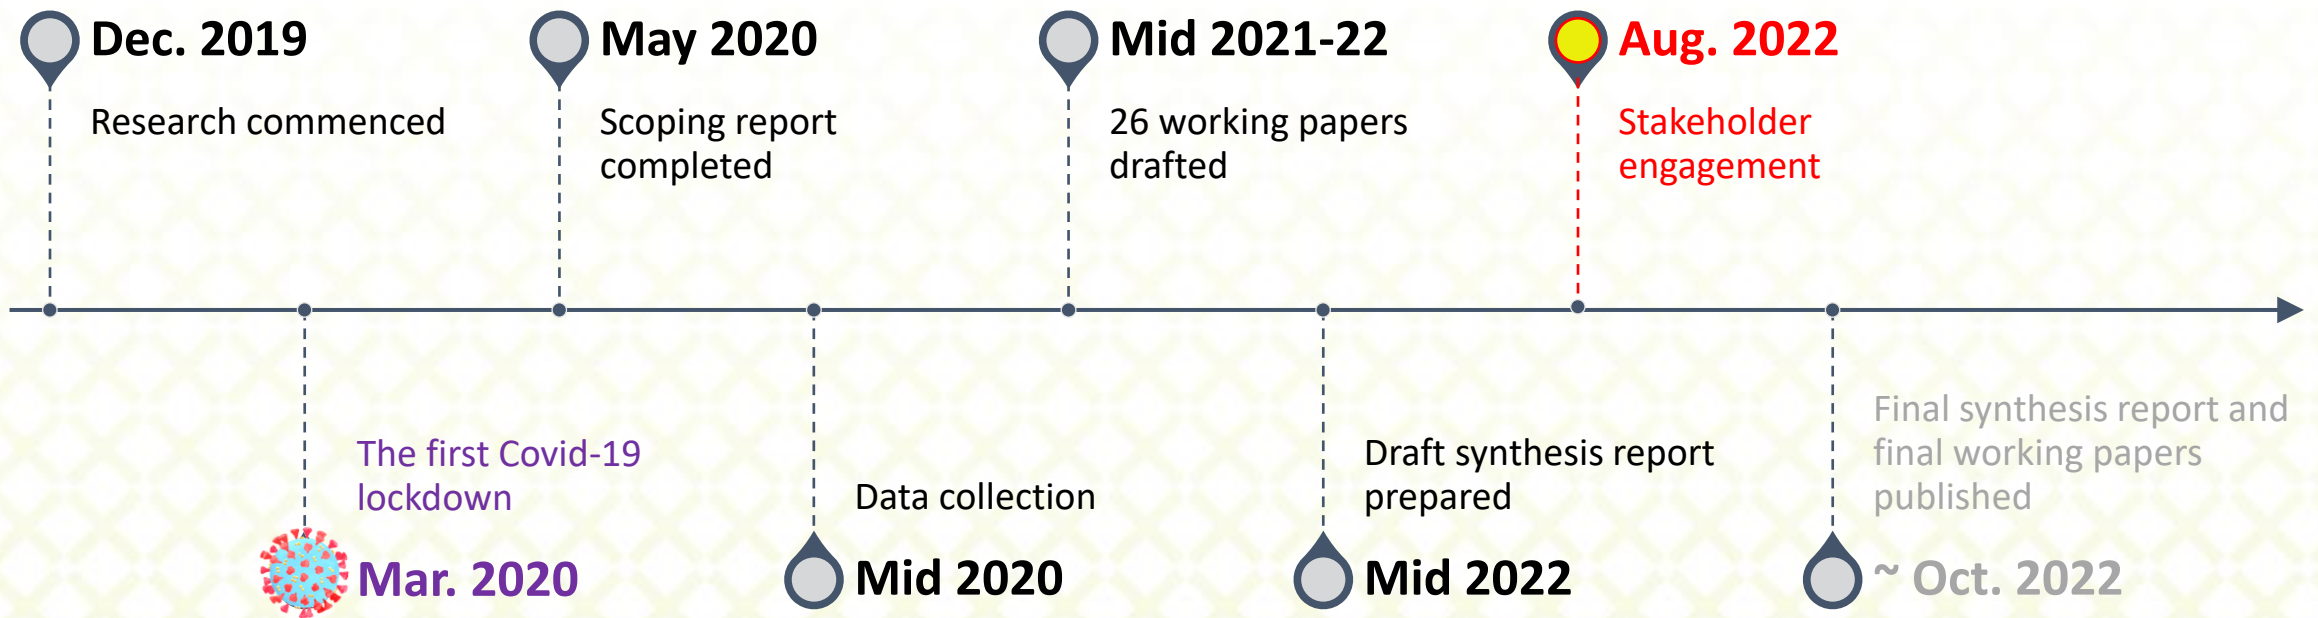 Dec. 2019
Research commenced
May 2020
Scoping report
completed
Mid 2021-22
26 working papers
drafted
Aug. 2022
Stakeholder
engagement
The first Covid-19
lockdown
Mar. 2020
Data collection
Mid 2020
Draft synthesis report
prepared
Mid 2022
Final synthesis report and
final working papers
published
~ Oct. 2022